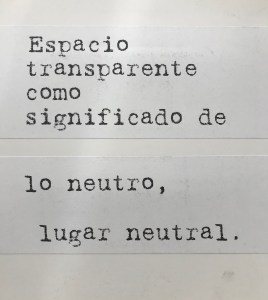 Espacio
transparente
como
significado de
lo neutro,
lugar neutral.